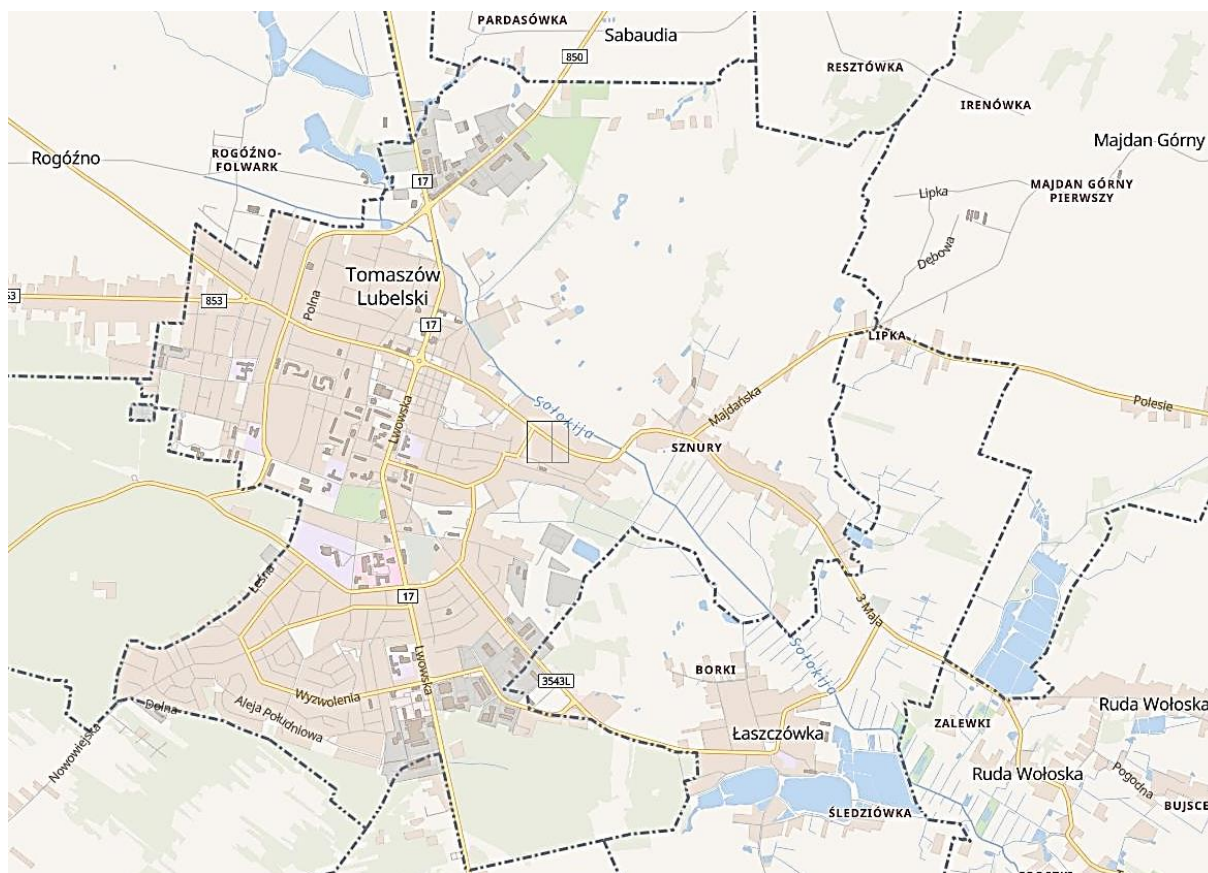 PARDASÓWKA
Sabaudia
850
RESZTÓWKA
IRENÓWKA
Majdan Górny
Rogóźno
ROGÓŹNO-
FOLWARK
17
Lipka
MAJDAN GÓRNY
PIERWSZY
Dębowa
Tomaszów
Lubelski
53
853
Polna
17
LIPKA
Majdańska
Polesie
Sołokija
Lwowska
SZNURY
Leśna
17
3 Maja
Sołokija
Lwowska
BORKI
3543L
Wyzwolenia
Dolna
Aleja Południowa
Nowowiejska
ZALEWKI
Ruda Wołoska
Łaszczówka
Ruda Wołoska
Pogodna
BUJSCE
ŚLEDZIÓWKA